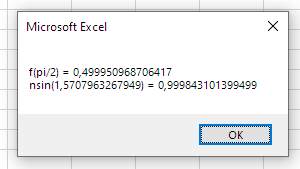 Microsoft Excel
f(pi/2) = 0,499950968706417
nsin(1,5707963267949) = 0,999843101399499
OK